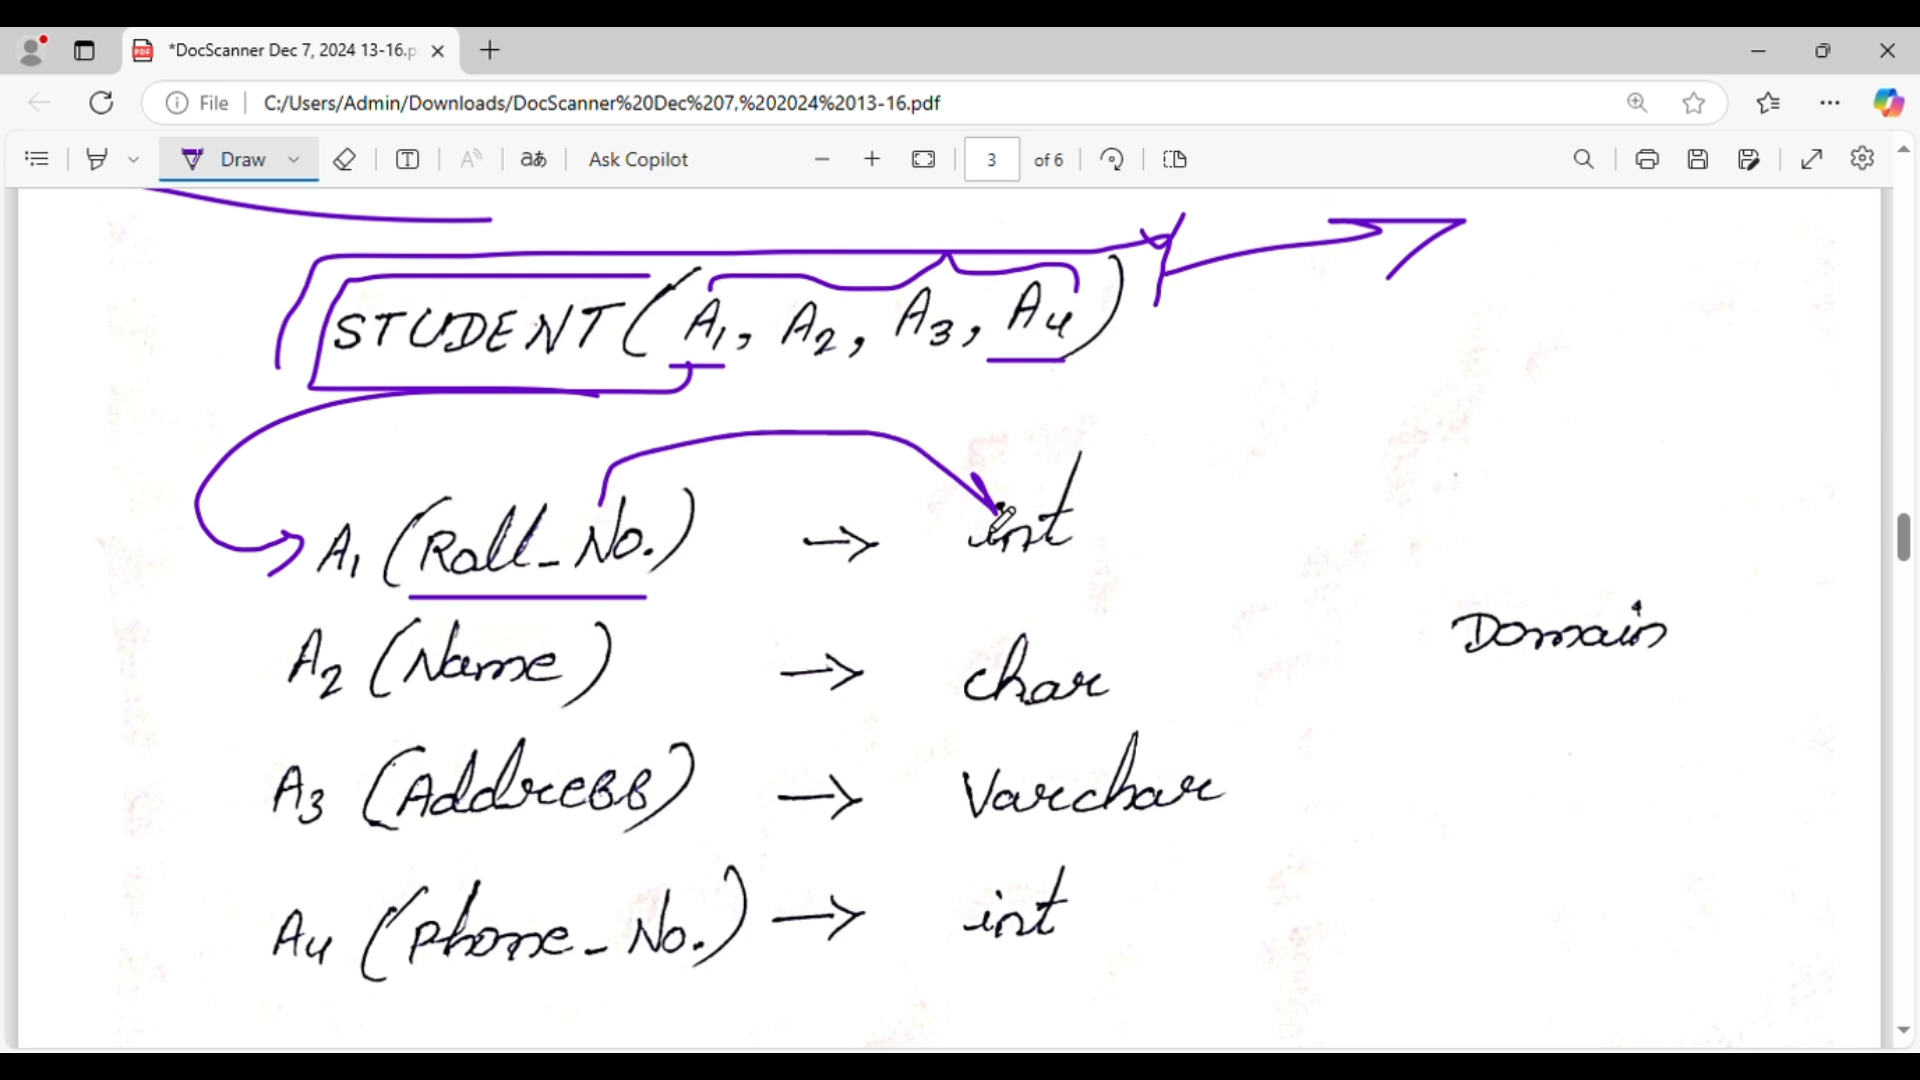 *DocScanner Dec 7, 2024 13-16.p
File C:/Users/Admin/Downloads/DocScanner%20Dec%207,%202024%2013-16.pdf
Draw Ask Copilot 3 of 6
STUDENT(A1, A2, A3, A4)
A1 (Roll_No.) → int
A2 (Name) → char
Domain
A3 (Address) → Varchar
A4 (Phone_No.) → int